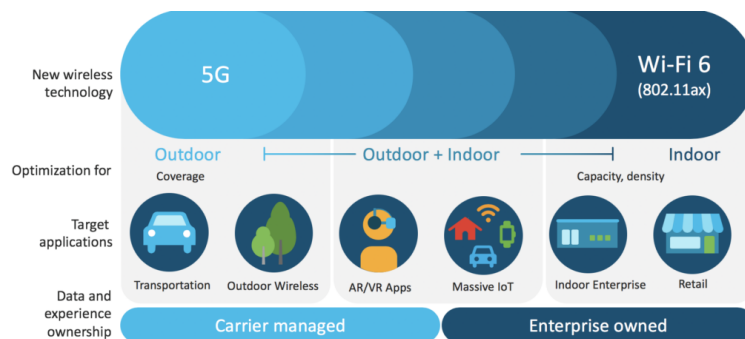 New wireless
technology
5G
Wi-Fi 6
(802.11ax)
Optimization for
Outdoor
Outdoor + Indoor
Indoor
Coverage
Capacity, density
Target
applications
Transportation
Outdoor Wireless
AR/VR Apps
Massive IoT
Indoor Enterprise
Retail
Data and
experience
ownership
Carrier managed
Enterprise owned